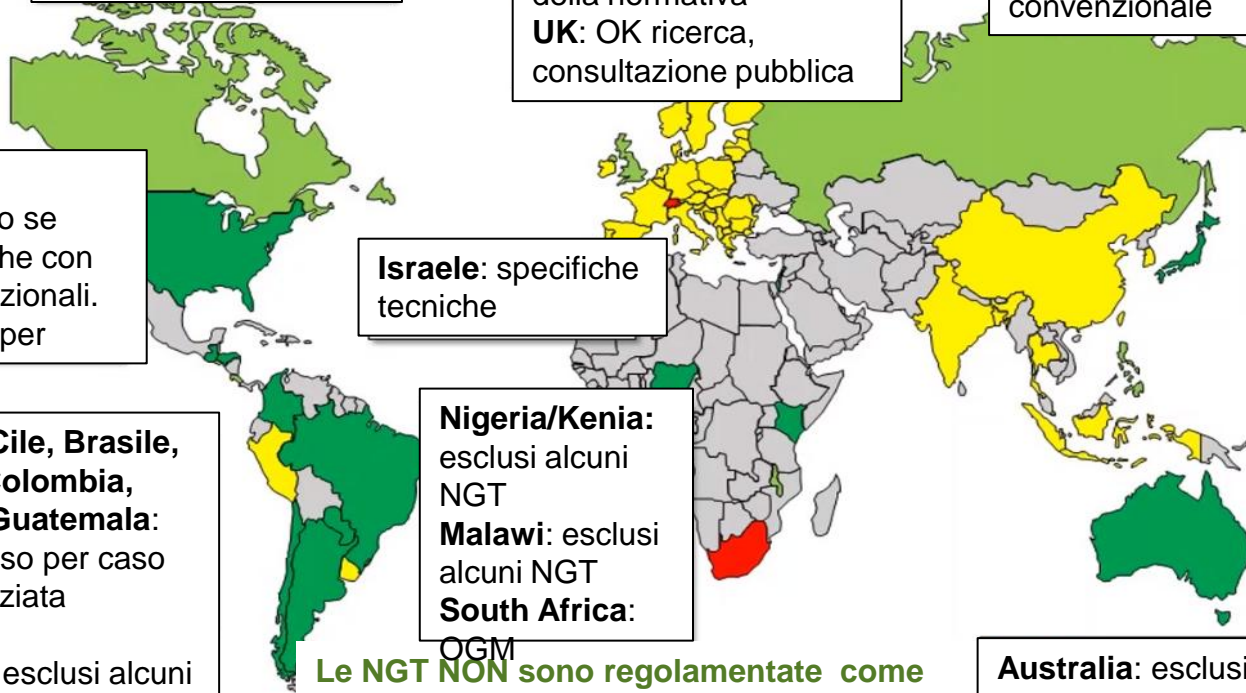 della normativa
UK: OK ricerca,
consultazione pubblica
convenzionale
o se
he con
zionali.
per
Israele: specifiche
tecniche
Cile, Brasile,
olombia,
Guatemala:
so per caso
ziata
esclusi alcuni
Nigeria/Kenia:
esclusi alcuni
NGT
Malawi: esclusi
alcuni NGT
South Africa:
OGM
Le NGT NON sono regolamentate come
Australia: esclusi